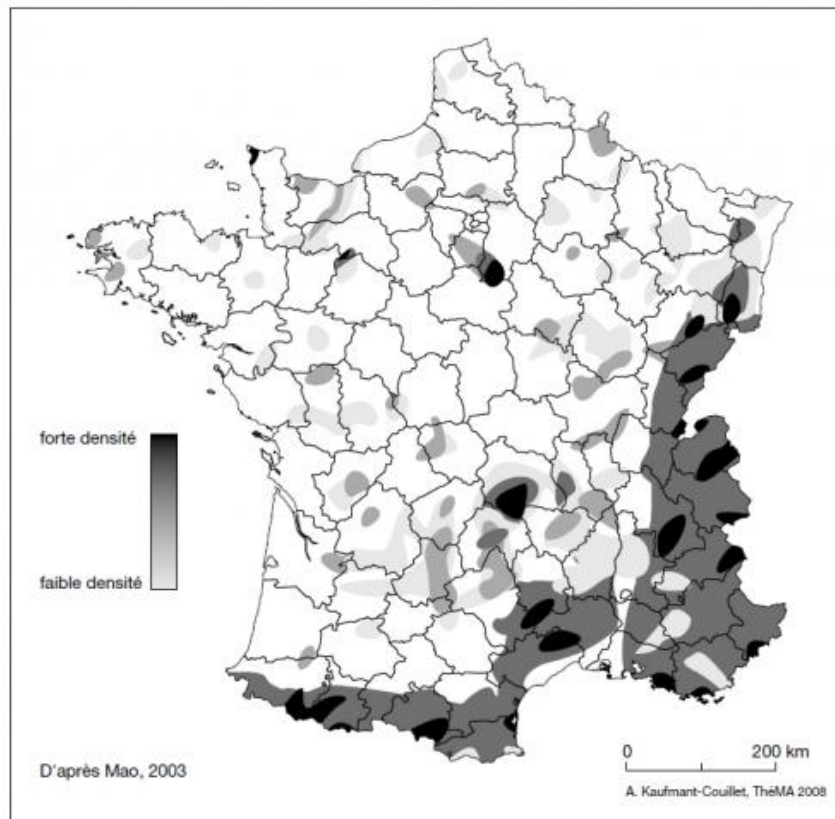 forte densité
faible densité
D'après Mao, 2003
0 200 km
A. Kaufmant-Couillet, ThéMA 2008